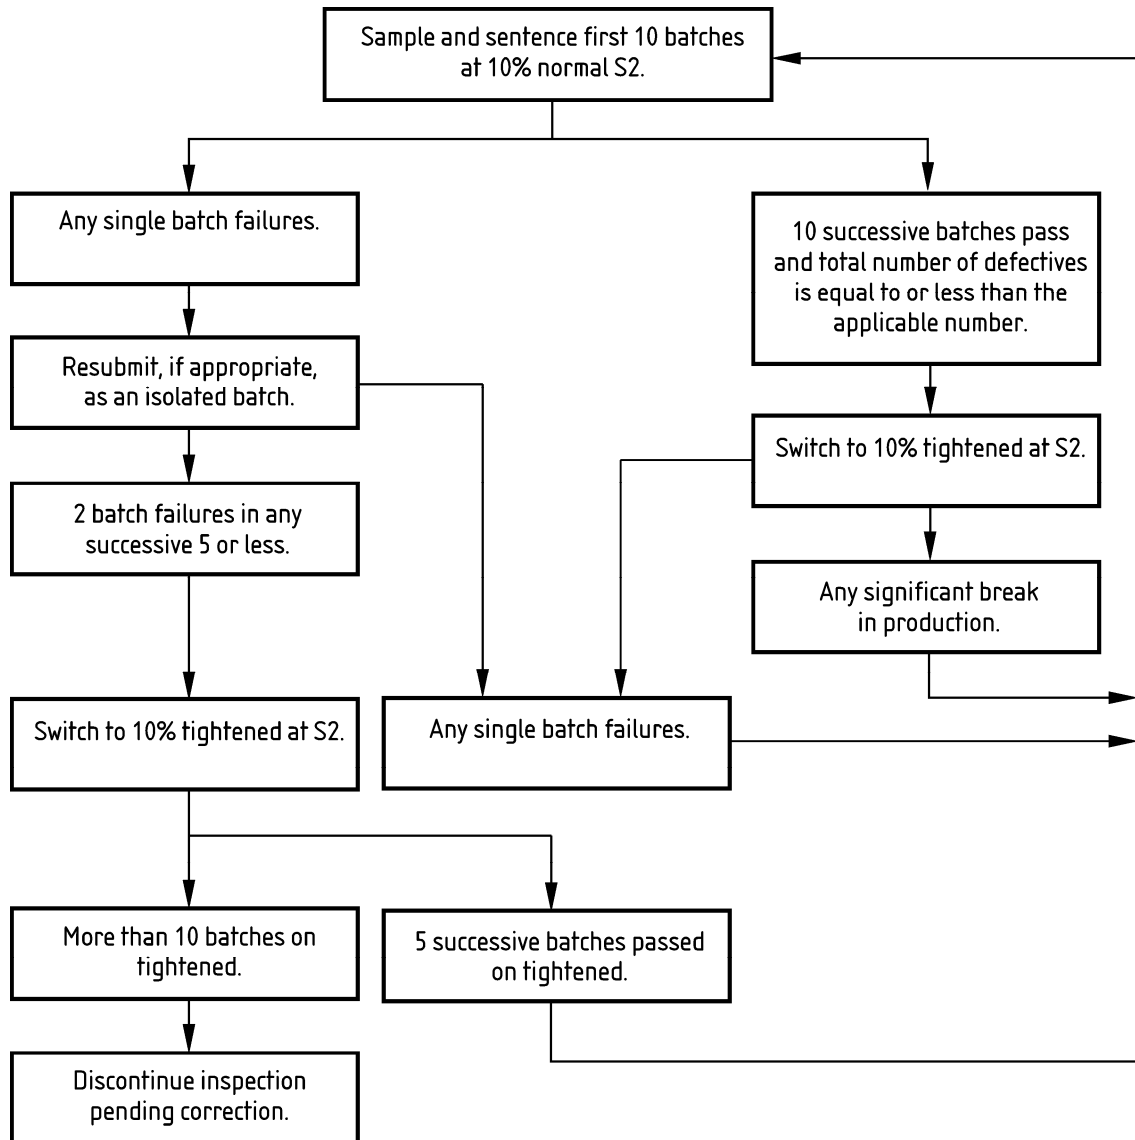 Sample and sentence first 10 batches
at 10% normal S2.
Any single batch failures.
10 successive batches pass
and total number of defectives
is equal to or less than the
applicable number.
Resubmit, if appropriate,
as an isolated batch.
Switch to 10% tightened at S2.
2 batch failures in any
successive 5 or less.
Any significant break
in production.
Switch to 10% tightened at S2.
Any single batch failures.
More than 10 batches on
tightened.
5 successive batches passed
on tightened.
Discontinue inspection
pending correction.